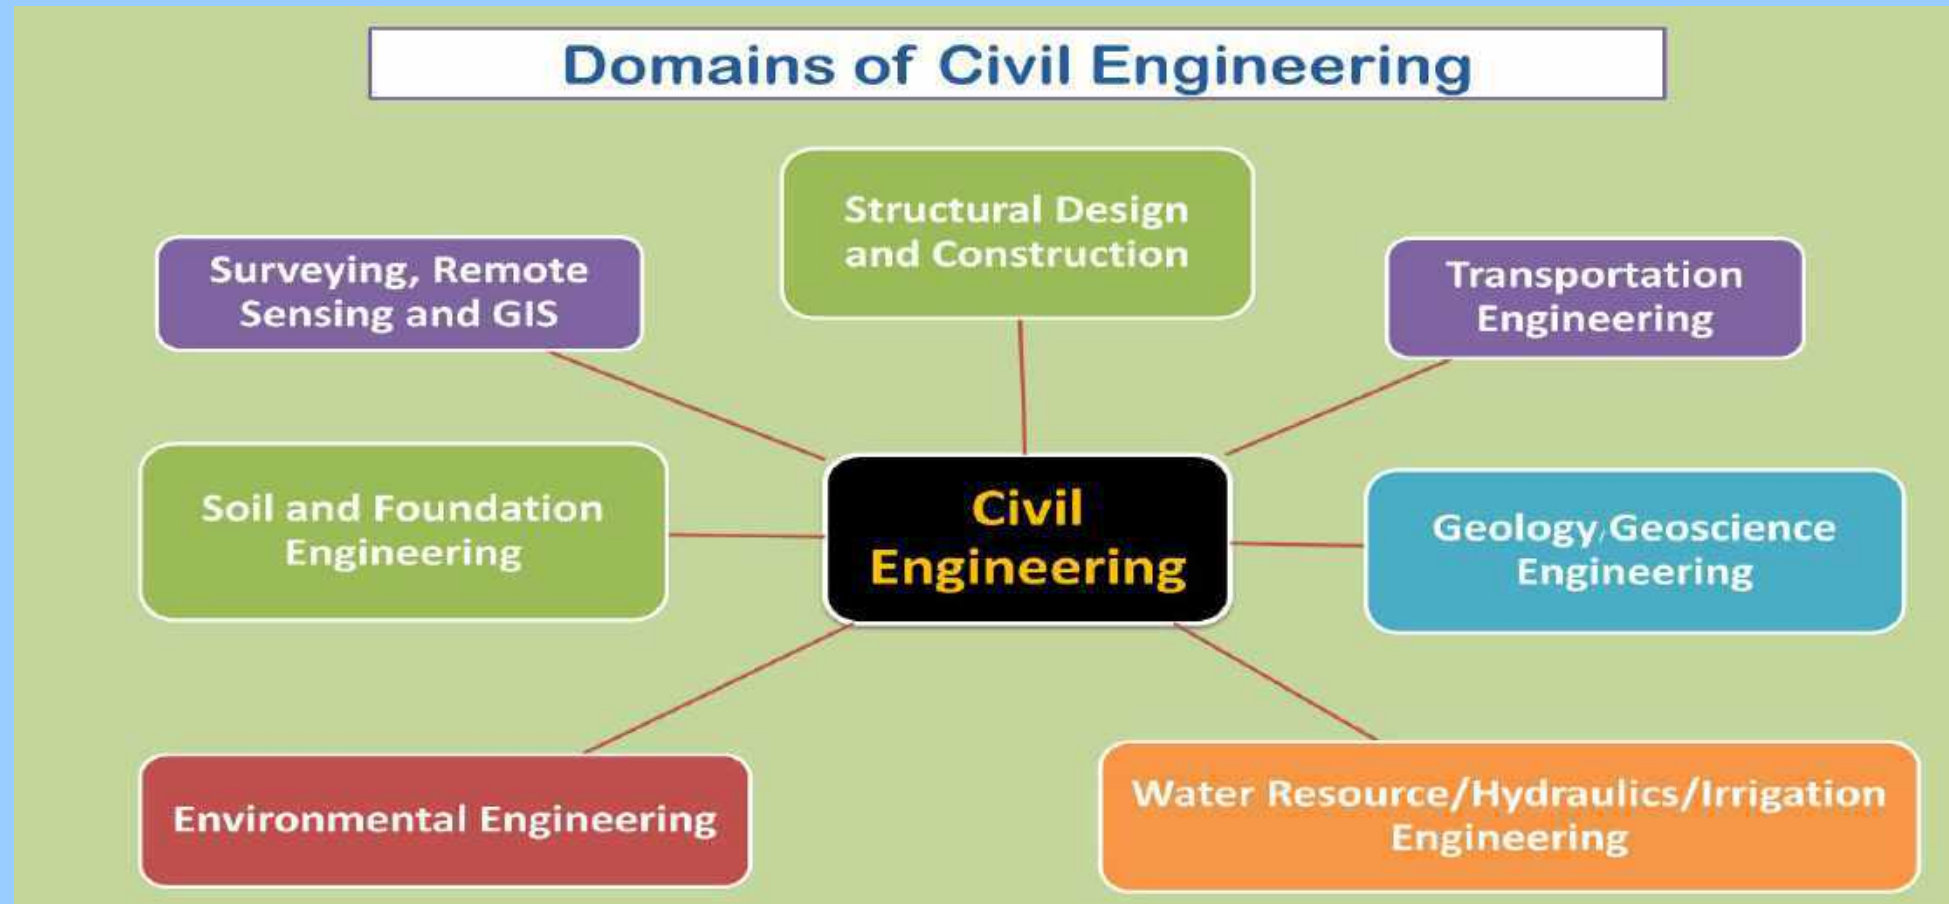 Domains of Civil Engineering
Structural Design
and Construction
Surveying, Remote
Sensing and GIS
Transportation
Engineering
Soil and Foundation
Engineering
Civil
Engineering
Geology,Geoscience
Engineering
Environmental Engineering
Water Resource/Hydraulics/Irrigation
Engineering